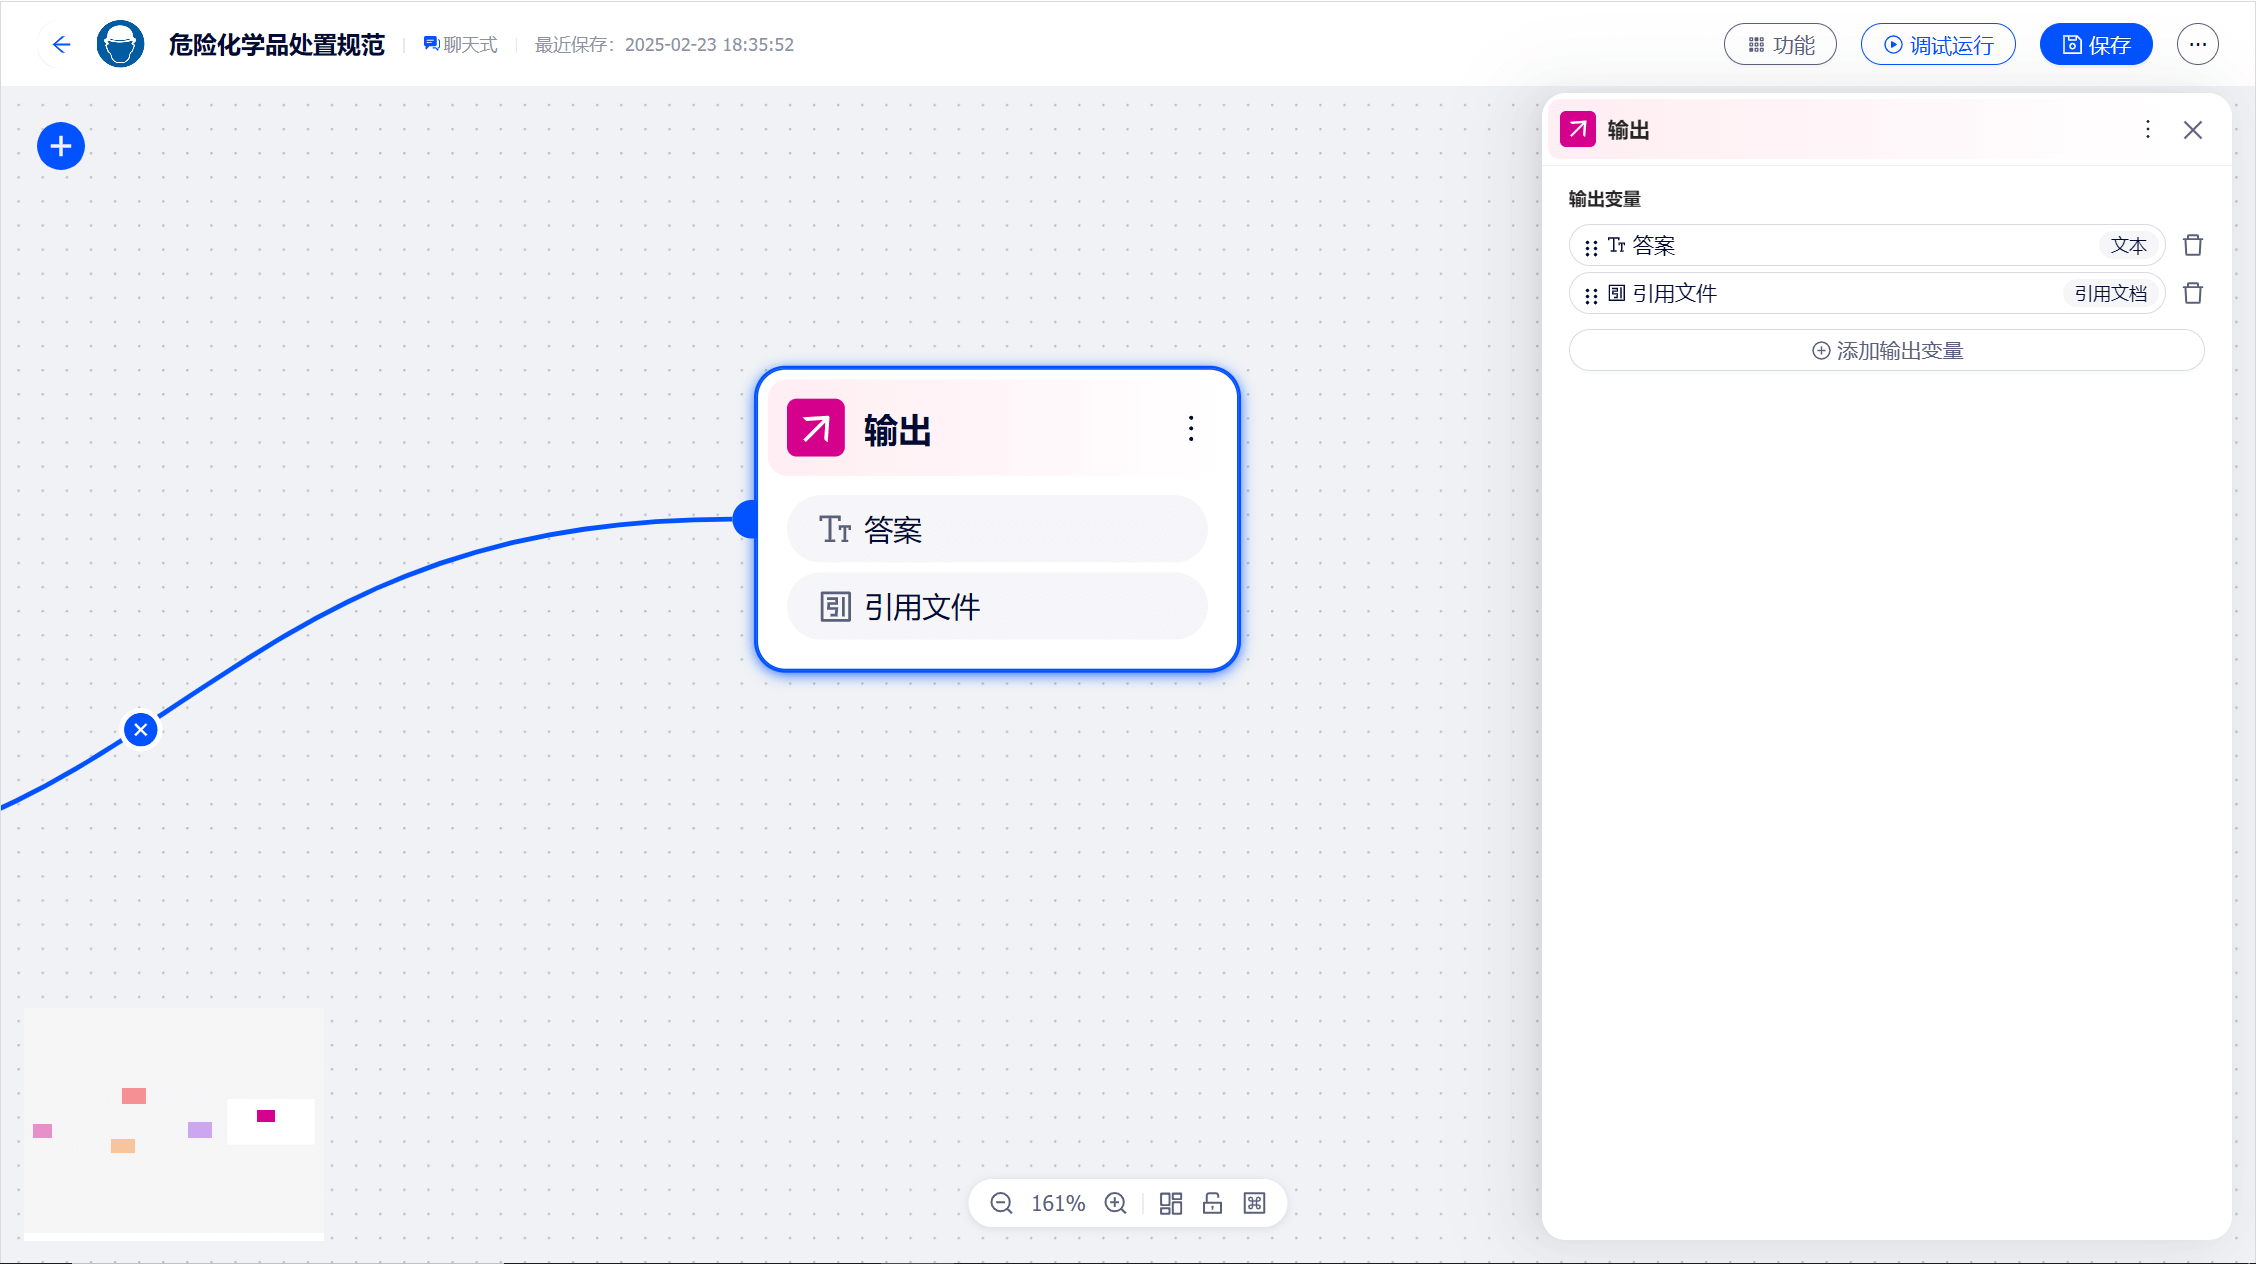 危险化学品处置规范
聊天式
最近保存：2025-02-23 18:35:52
功能
调试运行
保存
输出
输出变量
答案
文本
引用文件
引用文档
添加输出变量
输出
答案
引用文件
161%